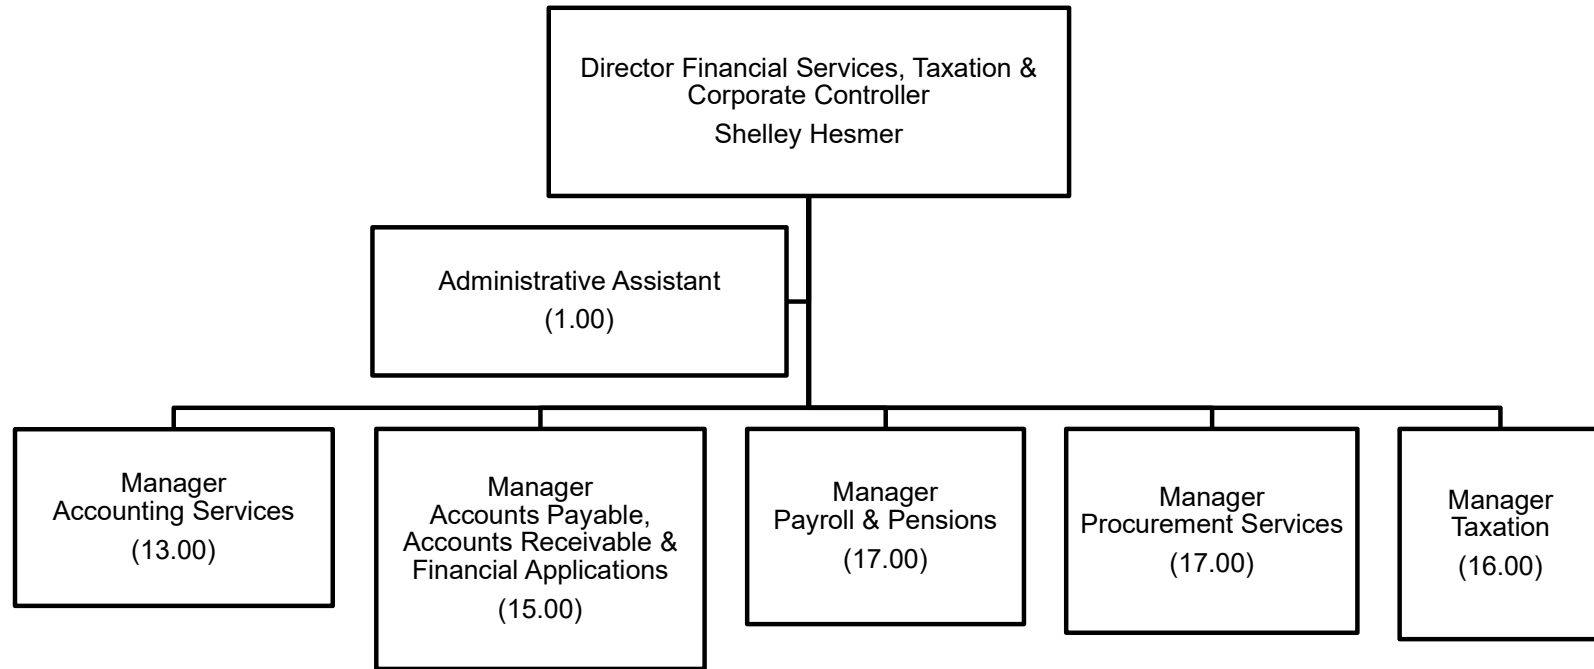 Director Financial Services, Taxation &
Corporate Controller
Shelley Hesmer
Administrative Assistant
(1.00)
Manager
Accounting Services
(13.00)
Manager
Accounts Payable,
Accounts Receivable &
Financial Applications
(15.00)
Manager
Payroll & Pensions
(17.00)
Manager
Procurement Services
(17.00)
Manager
Taxation
(16.00)